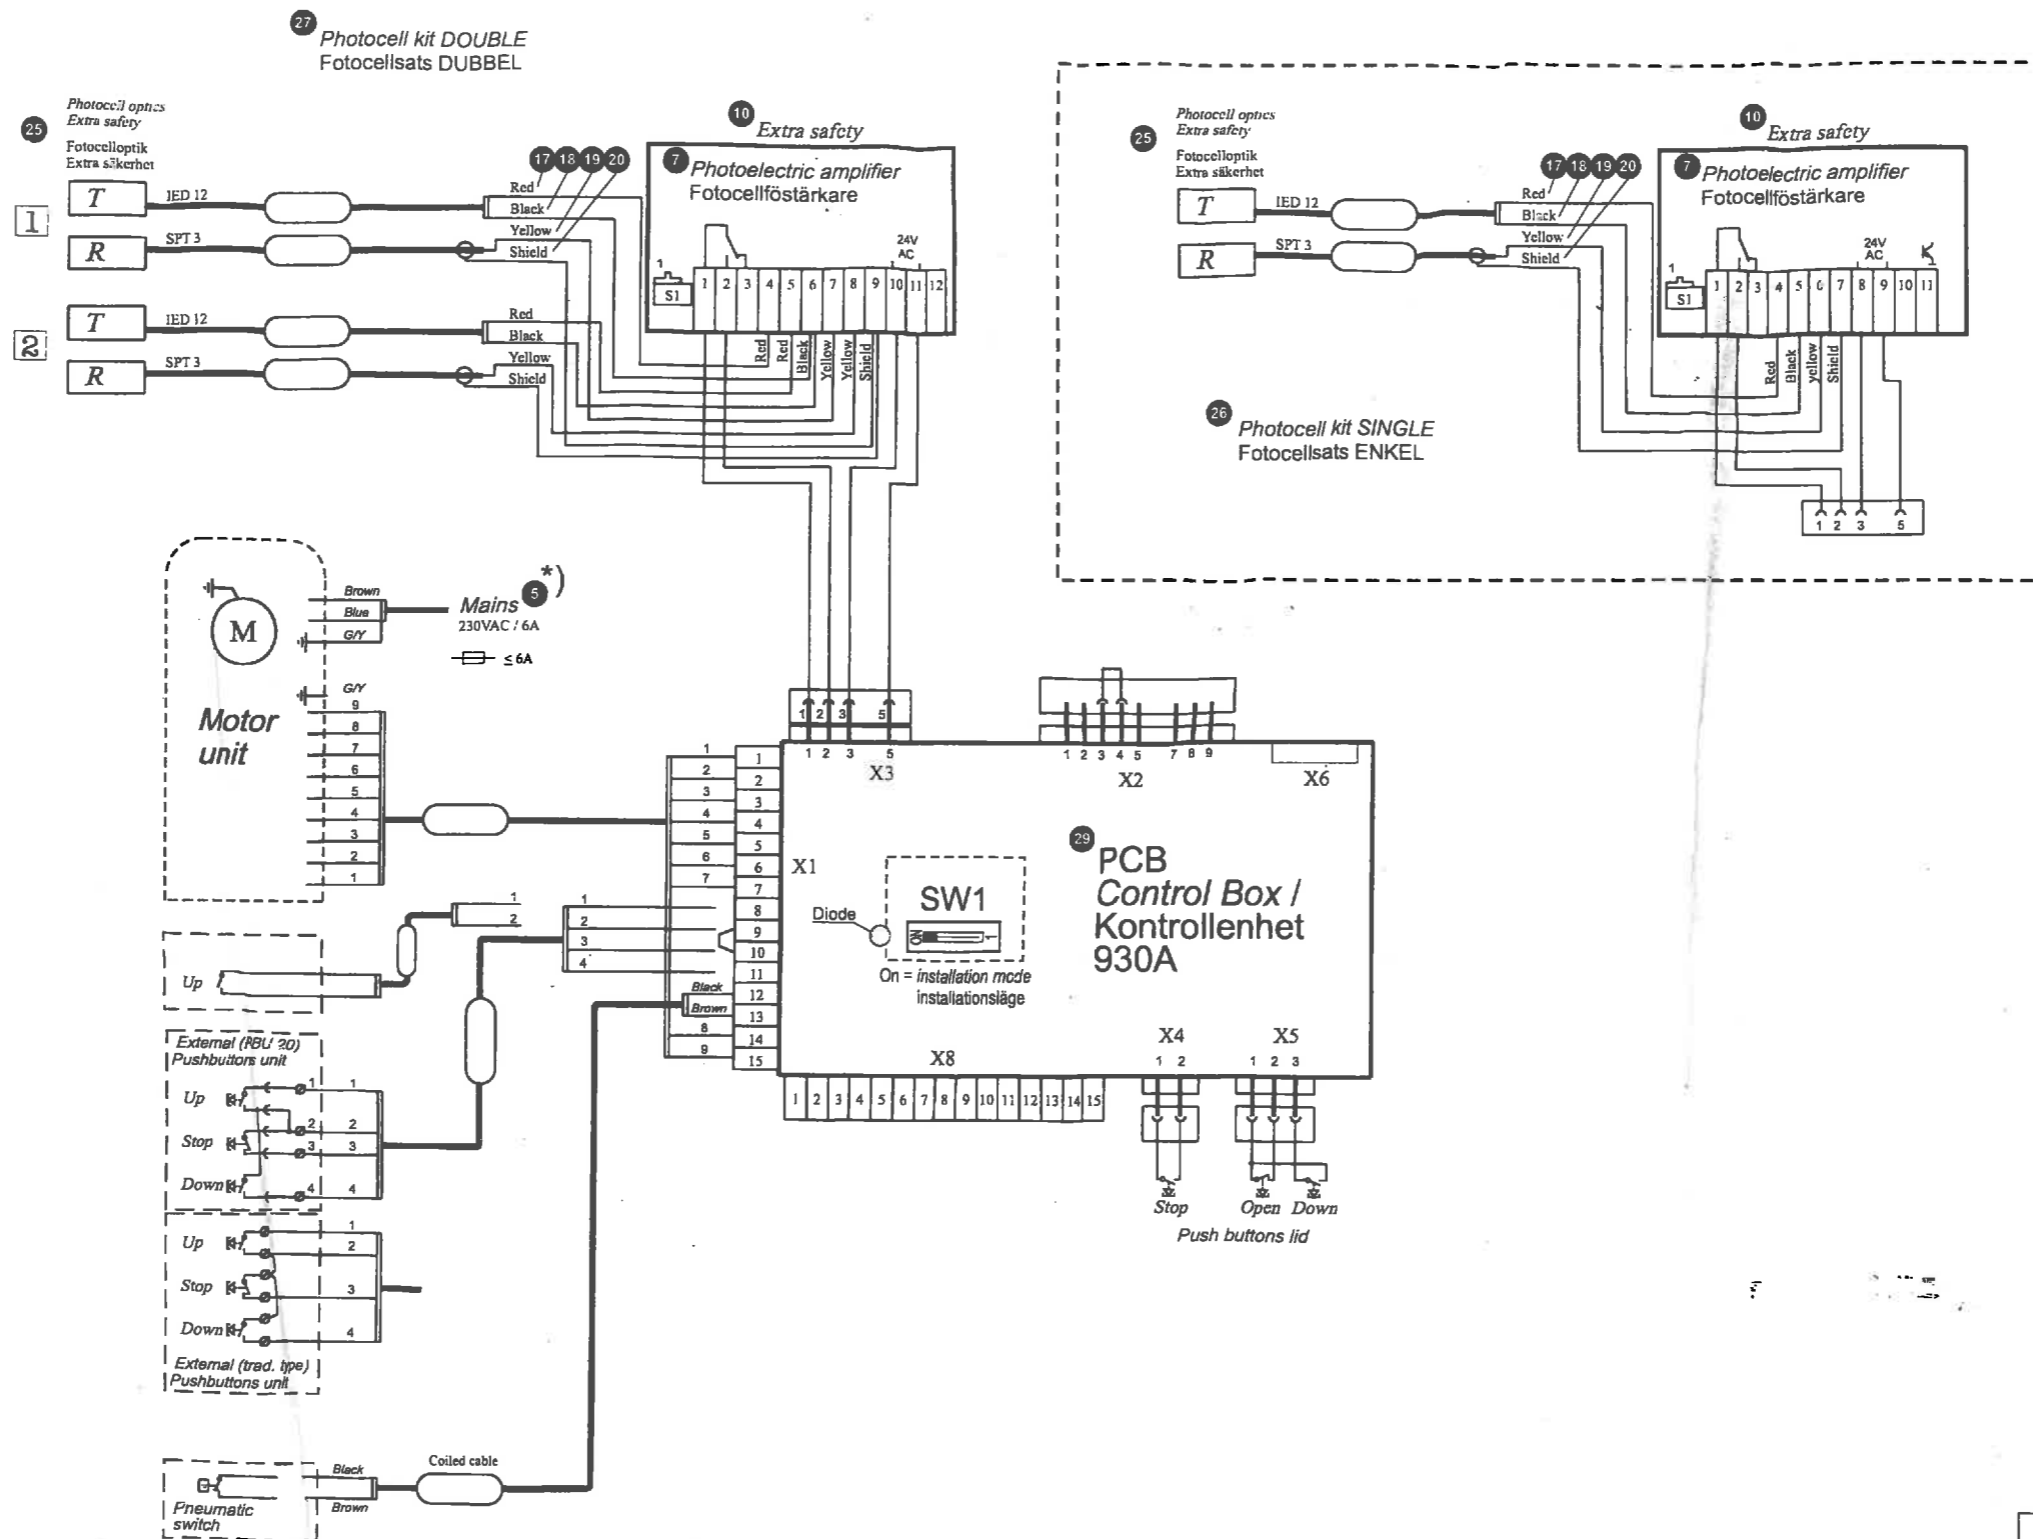 27
Photocell kit DOUBLE
Fotocellsats DUBBEL
25
Photocell optics
Extra safety
Fotocelloptik
Extra säkerhet
1
T
IED 12
R
SPT 3
2
T
IED 12
R
SPT 3
17 18 19 20
Red
Black
Yellow
Shield
Red
Black
Yellow
Shield
10
Extra safety
7
Photoelectric amplifier
Fotocellföstärkare
24V
AC
1
S1
1 2 3 4 5 6 7 8 9 10 11 12
Red Red Black Yellow Yellow Shield
25
Photocell optics
Extra safety
Fotocelloptik
Extra säkerhet
T
IED 12
R
SPT 3
17 18 19 20
Red
Black
Yellow
Shield
10
Extra safety
7
Photoelectric amplifier
Fotocellföstärkare
24V
AC
1
S1
1 2 3 4 5 6 7 8 9 10 11
Red Black yellow Shield
26
Photocell kit SINGLE
Fotocellsats ENKEL
1 2 3 5
M
Motor
unit
Brown
Blue
G/Y
Mains 5 *)
230VAC / 6A
≤ 6A
G/Y
9
8
7
6
5
4
3
2
1
1 2 3 5
1 2 3 5
X3
1 2 3 4 5 7 8 9
X2
X6
1
2
3
4
5
6
7
1
2
3
4
Black
Brown
8
9
1
2
3
4
5
6
7
8
9
10
11
12
13
14
15
X1
Diode
SW1
ON
1
On = installation mode
installationsläge
29
PCB
Control Box /
Kontrollenhet
930A
X8
1 2 3 4 5 6 7 8 9 10 11 12 13 14 15
X4
1 2
X5
1 2 3
Stop
Open Down
Push buttons lid
1
2
Up
External (PBU 30)
Pushbuttons unit
Up
1 1
2 2
Stop
3 3
Down
4 4
Up
1
2
Stop
3
Down
4
External (trad. type)
Pushbuttons unit
Pneumatic
switch
Black
Brown
Coiled cable